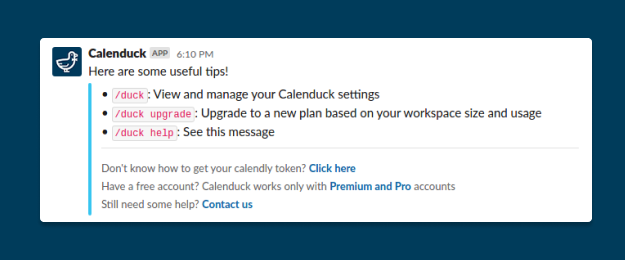 Calenduck APP 6:10 PM
Here are some useful tips!
• /duck: View and manage your Calenduck settings
• /duck upgrade: Upgrade to a new plan based on your workspace size and usage
• /duck help: See this message
Don't know how to get your calendly token? Click here
Have a free account? Calenduck works only with Premium and Pro accounts
Still need some help? Contact us